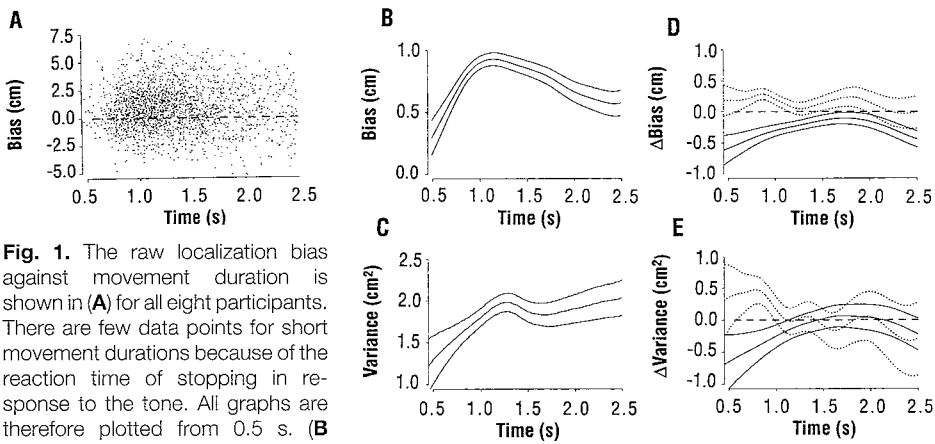 A
Bias (cm)
7.5
5.0
2.5
0.0
-2.5
-5.0
0.5 1.0 1.5 2.0 2.5
Time (s)
B
Bias (cm)
1.0
0.5
0.0
0.5 1.0 1.5 2.0 2.5
Time (s)
D
ΔBias (cm)
1.0
0.5
0.0
-0.5
-1.0
0.5 1.0 1.5 2.0 2.5
Time (s)
Fig. 1. The raw localization bias
against movement duration is
shown in (A) for all eight participants.
There are few data points for short
movement durations because of the
reaction time of stopping in re-
sponse to the tone. All graphs are
therefore plotted from 0.5 s. (B
C
Variance (cm²)
2.5
2.0
1.5
1.0
0.5 1.0 1.5 2.0 2.5
Time (s)
E
ΔVariance (cm²)
1.0
0.5
0.0
-0.5
-1.0
0.5 1.0 1.5 2.0 2.5
Time (s)